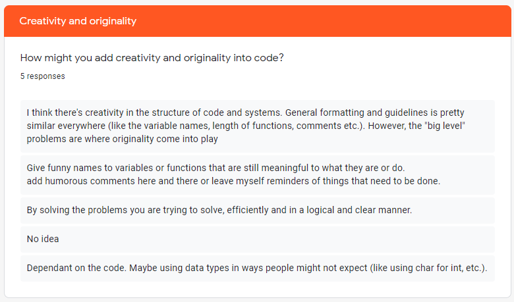 Creativity and originality
How might you add creativity and originality into code?
5 responses
I think there's creativity in the structure of code and systems. General formatting and guidelines is pretty
similar everywhere (like the variable names, length of functions, comments etc.). However, the "big level"
problems are where originality come into play
Give funny names to variables or functions that are still meaningful to what they are or do.
add humorous comments here and there or leave myself reminders of things that need to be done.
By solving the problems you are trying to solve, efficiently and in a logical and clear manner.
No idea
Dependant on the code. Maybe using data types in ways people might not expect (like using char for int, etc.).